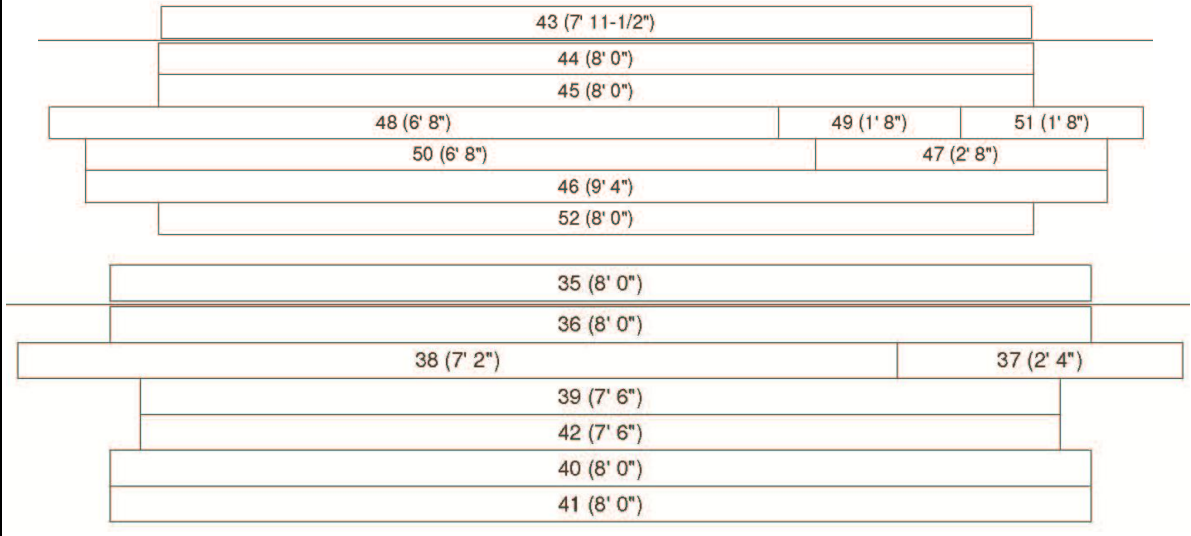 43 (7' 11-1/2")
44 (8' 0")
45 (8' 0")
48 (6' 8") 49 (1' 8") 51 (1' 8")
50 (6' 8") 47 (2' 8")
46 (9' 4")
52 (8' 0")
35 (8' 0")
36 (8' 0")
38 (7' 2") 37 (2' 4")
39 (7' 6")
42 (7' 6")
40 (8' 0")
41 (8' 0")